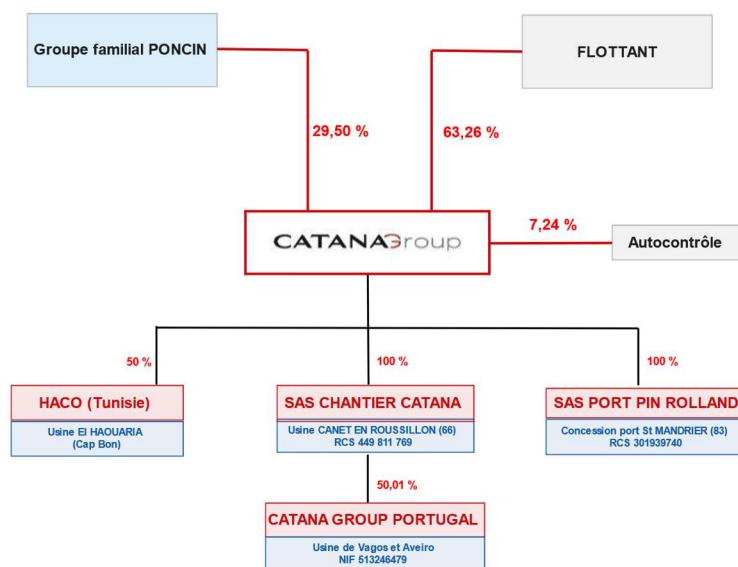 Groupe familial PONCIN
FLOTTANT
29,50 %
63,26 %
CATANAGroup
7,24 %
Autocontrôle
50 %
100 %
100 %
HACO (Tunisie)
Usine El HAOUARIA
(Cap Bon)
SAS CHANTIER CATANA
Usine CANET EN ROUSSILLON (66)
RCS 449 811 769
SAS PORT PIN ROLLAND
Concession port St MANDRIER (83)
RCS 301939740
50,01 %
CATANA GROUP PORTUGAL
Usine de Vagos et Aveiro
NIF 513246479